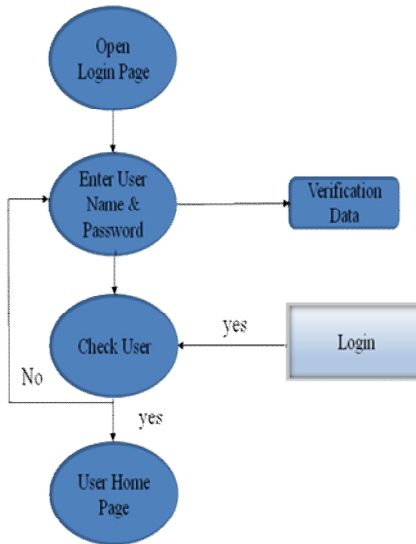 Open
Login Page
Enter User
Name &
Password
Verification
Data
yes
Check User
Login
No
yes
User Home
Page